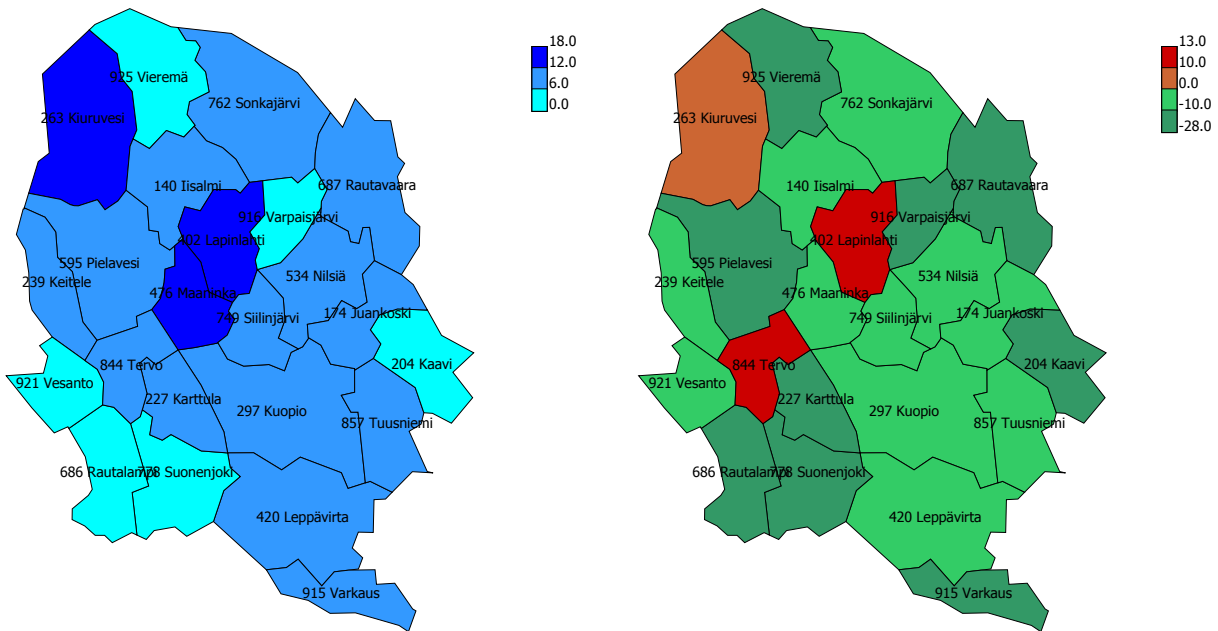 18.0
12.0
6.0
0.0
925 Vieremä
762 Sonkajärvi
263 Kiuruvesi
140 Iisalmi
687 Rautavaara
916 Varpaisjärvi
402 Lapinlahti
595 Pielavesi
239 Keitele
534 Nilsiä
476 Maaninka
749 Siilinjärvi
174 Juankoski
844 Tervo
204 Kaavi
921 Vesanto
227 Karttula
297 Kuopio
857 Tuusniemi
686 Rautalampi
778 Suonenjoki
420 Leppävirta
915 Varkaus
13.0
10.0
0.0
-10.0
-28.0
925 Vieremä
762 Sonkajärvi
263 Kiuruvesi
140 Iisalmi
687 Rautavaara
916 Varpaisjärvi
402 Lapinlahti
595 Pielavesi
239 Keitele
534 Nilsiä
476 Maaninka
749 Siilinjärvi
174 Juankoski
844 Tervo
204 Kaavi
921 Vesanto
227 Karttula
297 Kuopio
857 Tuusniemi
686 Rautalampi
778 Suonenjoki
420 Leppävirta
915 Varkaus